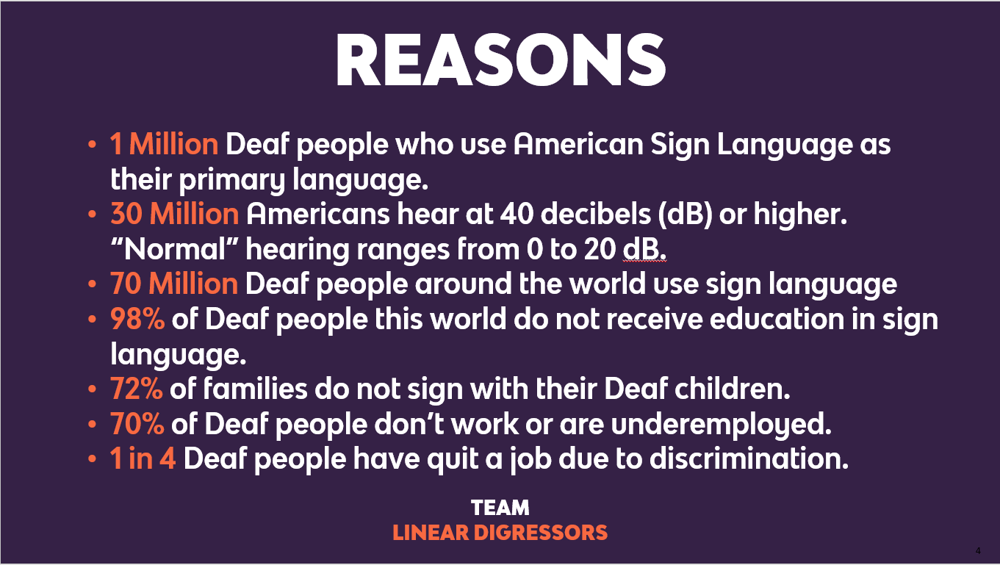 REASONS
• 1 Million Deaf people who use American Sign Language as
their primary language.
• 30 Million Americans hear at 40 decibels (dB) or higher.
“Normal” hearing ranges from 0 to 20 dB.
• 70 Million Deaf people around the world use sign language
• 98% of Deaf people this world do not receive education in sign
language.
• 72% of families do not sign with their Deaf children.
• 70% of Deaf people don’t work or are underemployed.
• 1 in 4 Deaf people have quit a job due to discrimination.
TEAM
LINEAR DIGRESSORS
4